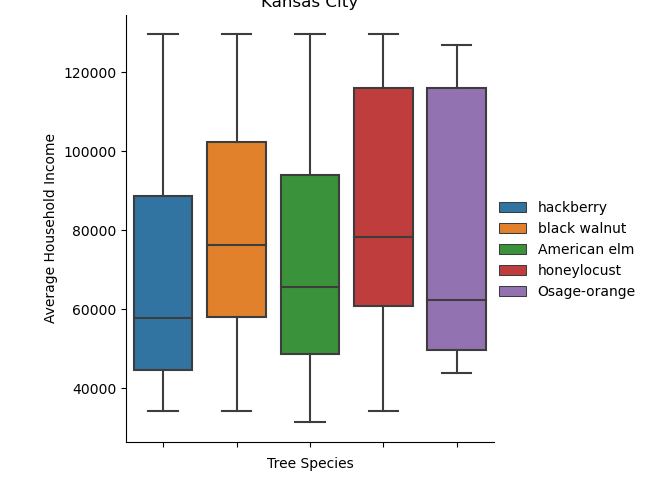 Kansas City
120000
100000
80000
60000
40000
Average Household Income
Tree Species
hackberry
black walnut
American elm
honeylocust
Osage-orange